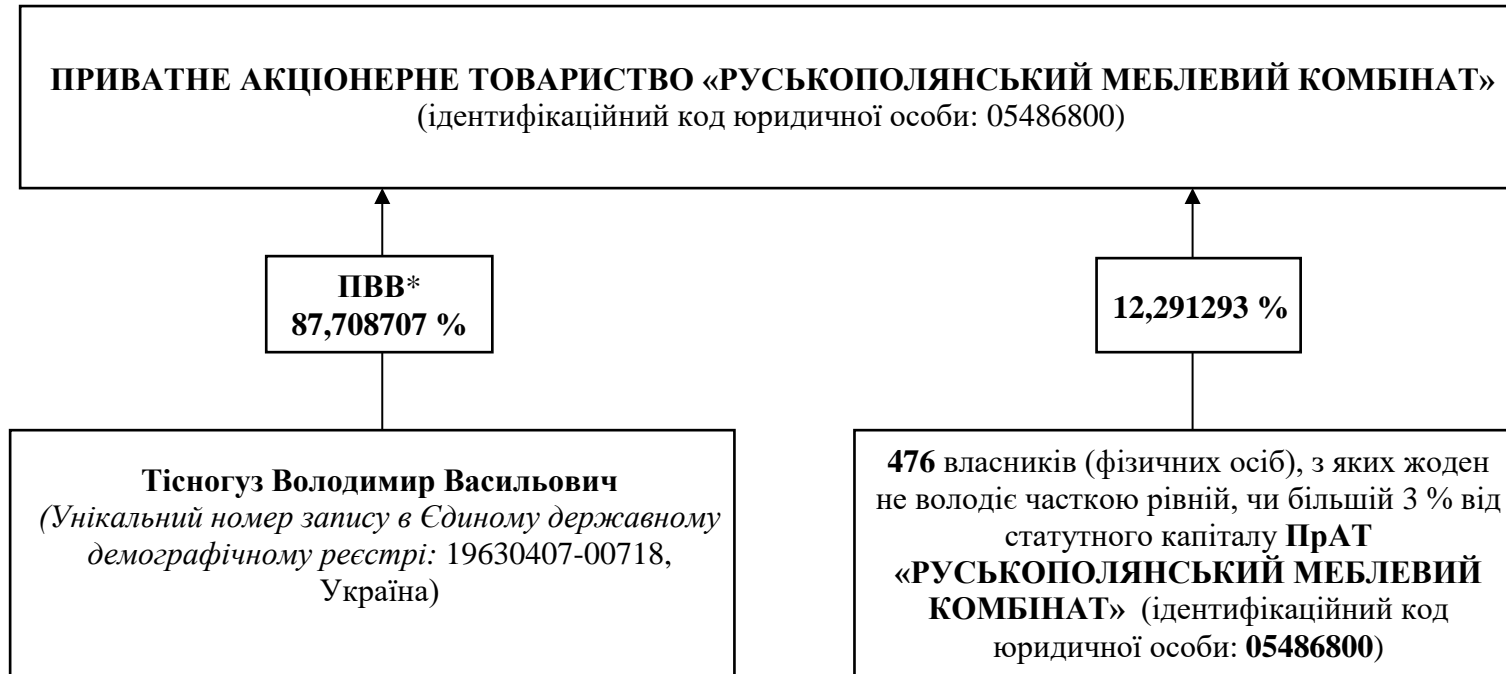 ПРИВАТНЕ АКЦІОНЕРНЕ ТОВАРИСТВО «РУСЬКОПОЛЯНСЬКИЙ МЕБЛЕВИЙ КОМБІНАТ»
(ідентифікаційний код юридичної особи: 05486800)
ПВВ*
87,708707 %
12,291293 %
Тісногуз Володимир Васильович
(Унікальний номер запису в Єдиному державному
демографічному реєстрі: 19630407-00718,
Україна)
476 власників (фізичних осіб), з яких жоден
не володіє часткою рівній, чи більшій 3 % від
статутного капіталу ПрАТ
«РУСЬКОПОЛЯНСЬКИЙ МЕБЛЕВИЙ
КОМБІНАТ» (ідентифікаційний код
юридичної особи: 05486800)